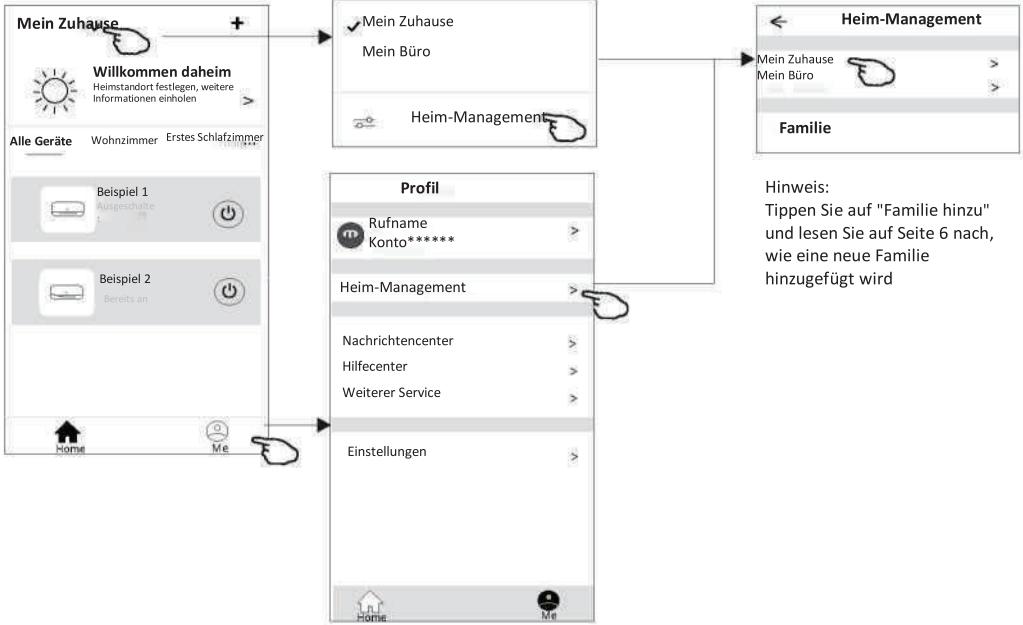 Mein Zuhause
+
Willkommen daheim
Heimstandort festlegen, weitere
Informationen einholen
>
Alle Geräte Wohnzimmer Erstes Schlafzimmer
Beispiel 1
Ausgeschalte
t
Beispiel 2
Bereits an
Home
Me
Mein Zuhause
Mein Büro
Heim-Management
Profil
Rufname
Konto******
>
Heim-Management
>
Nachrichtencenter
>
Hilfecenter
>
Weiterer Service
>
Einstellungen
>
Home
Me
Heim-Management
Mein Zuhause
>
Mein Büro
>
Familie
Hinweis:
Tippen Sie auf "Familie hinzu"
und lesen Sie auf Seite 6 nach,
wie eine neue Familie
hinzugefügt wird